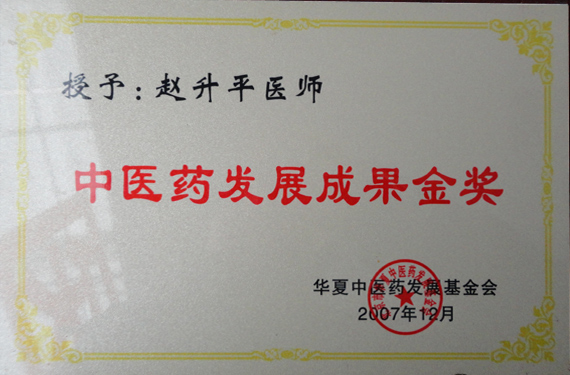 授予：赵升平医师
中医药发展成果金奖
华夏中医药发展基金会
2007年12月